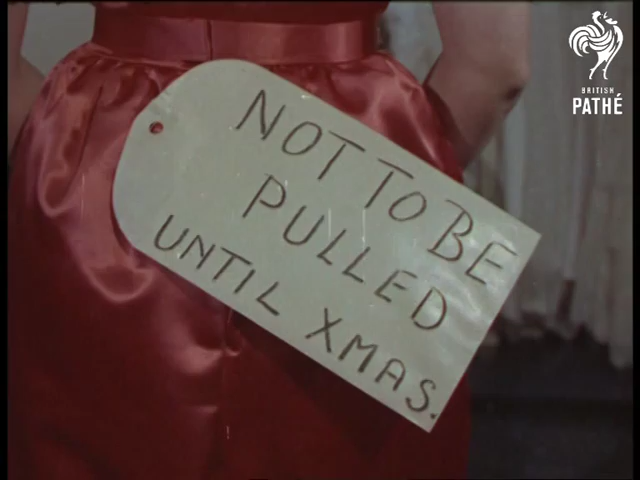 NOT TO BE
PULLED
UNTIL XMAS.
BRITISH
PATHÉ